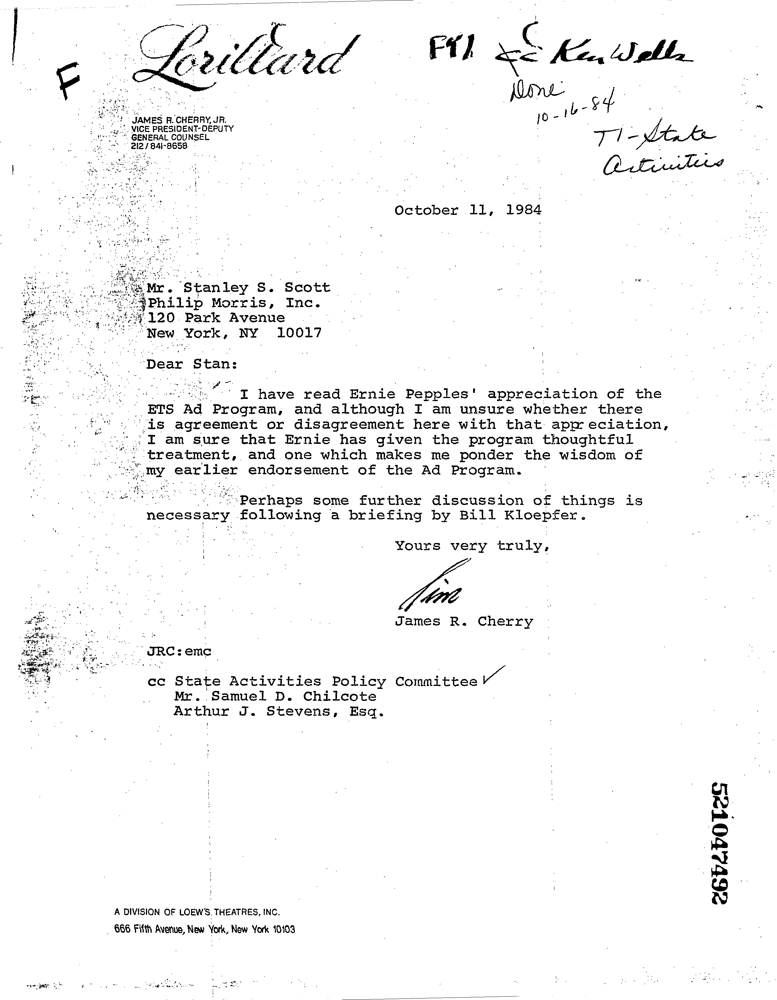 Lorillard
F
FYI
cc Ken Wells
Done
10-16-84
TI-State
Activities
JAMES R. CHERRY, JR.
VICE PRESIDENT-DEPUTY
GENERAL COUNSEL
212/841-8658
October 11, 1984
Mr. Stanley S. Scott
Philip Morris, Inc.
120 Park Avenue
New York, NY 10017
Dear Stan:
I have read Ernie Pepples' appreciation of the
ETS Ad Program, and although I am unsure whether there
is agreement or disagreement here with that appreciation,
I am sure that Ernie has given the program thoughtful
treatment, and one which makes me ponder the wisdom of
my earlier endorsement of the Ad Program.
Perhaps some further discussion of things is
necessary following a briefing by Bill Kloepfer.
Yours very truly,
Jim
James R. Cherry
JRC:emc
cc State Activities Policy Committee ✓
Mr. Samuel D. Chilcote
Arthur J. Stevens, Esq.
521047492
A DIVISION OF LOEW'S THEATRES, INC.
666 Fifth Avenue, New York, New York 10103